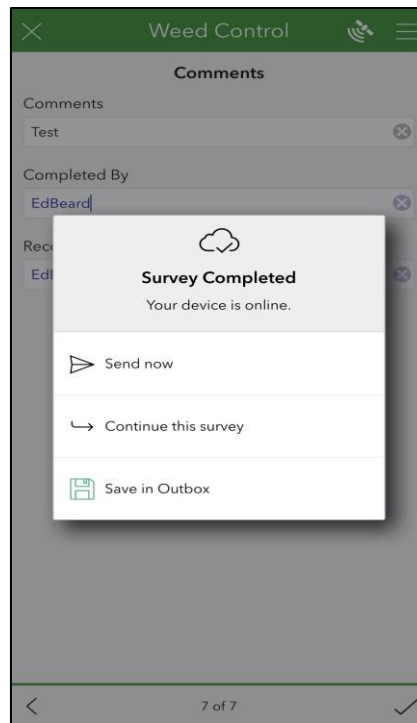 Weed Control
Comments
Comments
Test
Completed By
EdBeard
Survey Completed
Your device is online.
Send now
Continue this survey
Save in Outbox
7 of 7